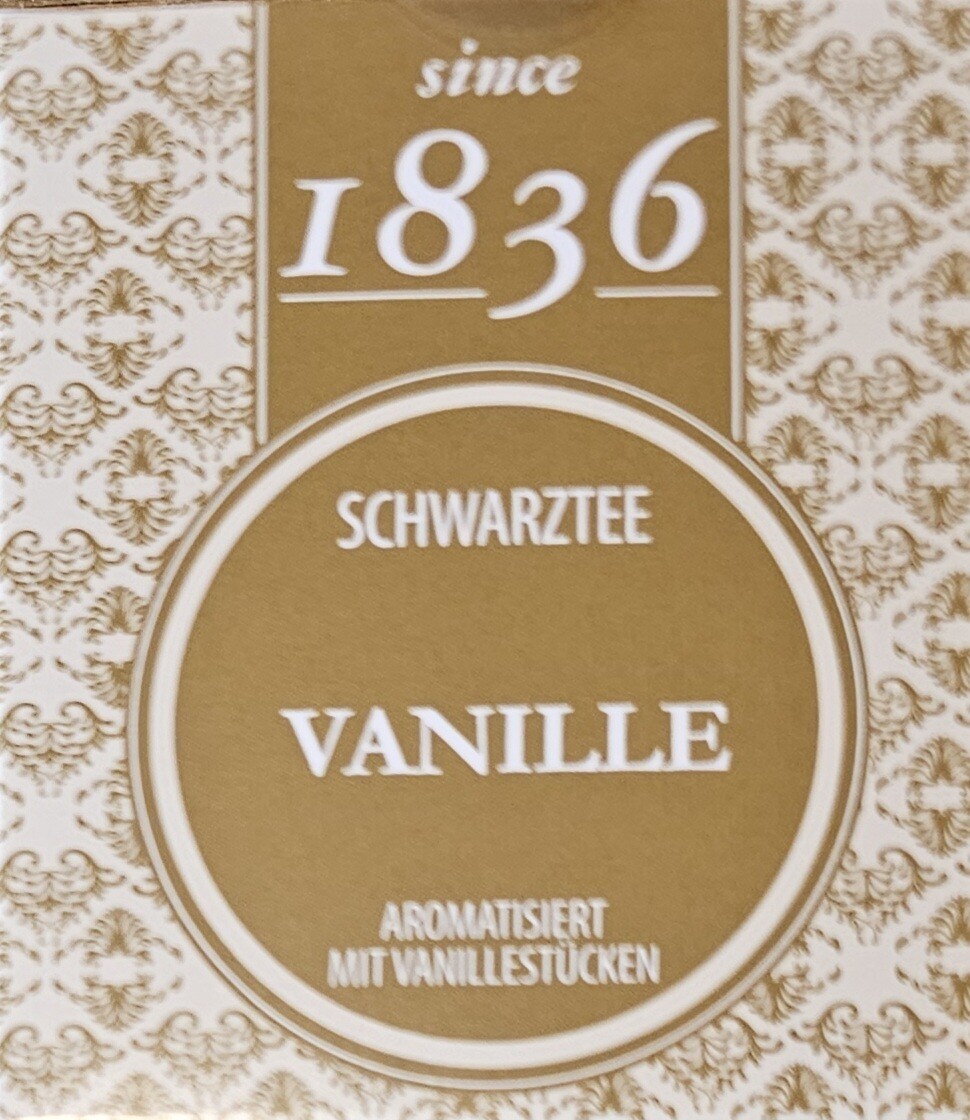 since
1836
SCHWARZTEE
VANILLE
AROMATISIERT
MIT VANILLESTÜCKEN